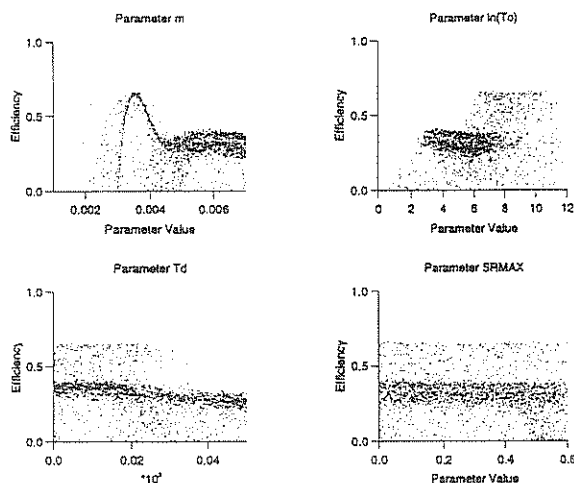 Parameter m
1.0
Efficiency
0.5
0.0
0.002 0.004 0.006
Parameter Value
Parameter ln(To)
1.0
Efficiency
0.5
0.0
0 2 4 6 8 10 12
Parameter Value
Parameter Td
1.0
Efficiency
0.5
0.0
0.0 0.02 0.04
*10³
Parameter SRMAX
1.0
Efficiency
0.5
0.0
0.0 0.2 0.4 0.6
Parameter Value